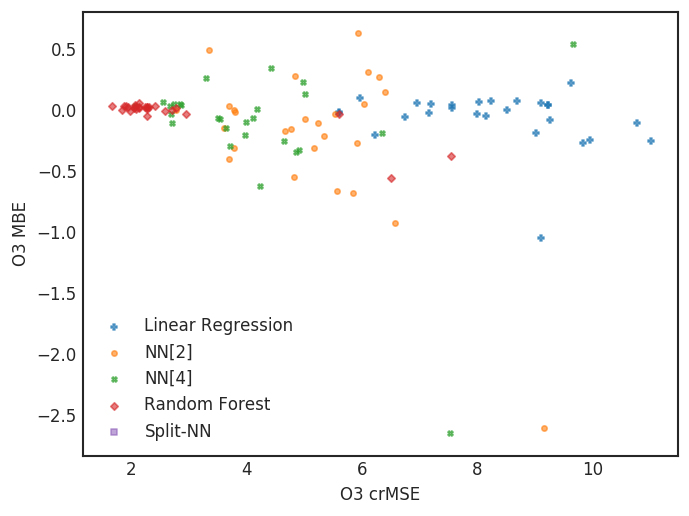 0.5
0.0
−0.5
−1.0
−1.5
−2.0
−2.5
O3 MBE
Linear Regression
NN[2]
NN[4]
Random Forest
Split-NN
2 4 6 8 10
O3 crMSE